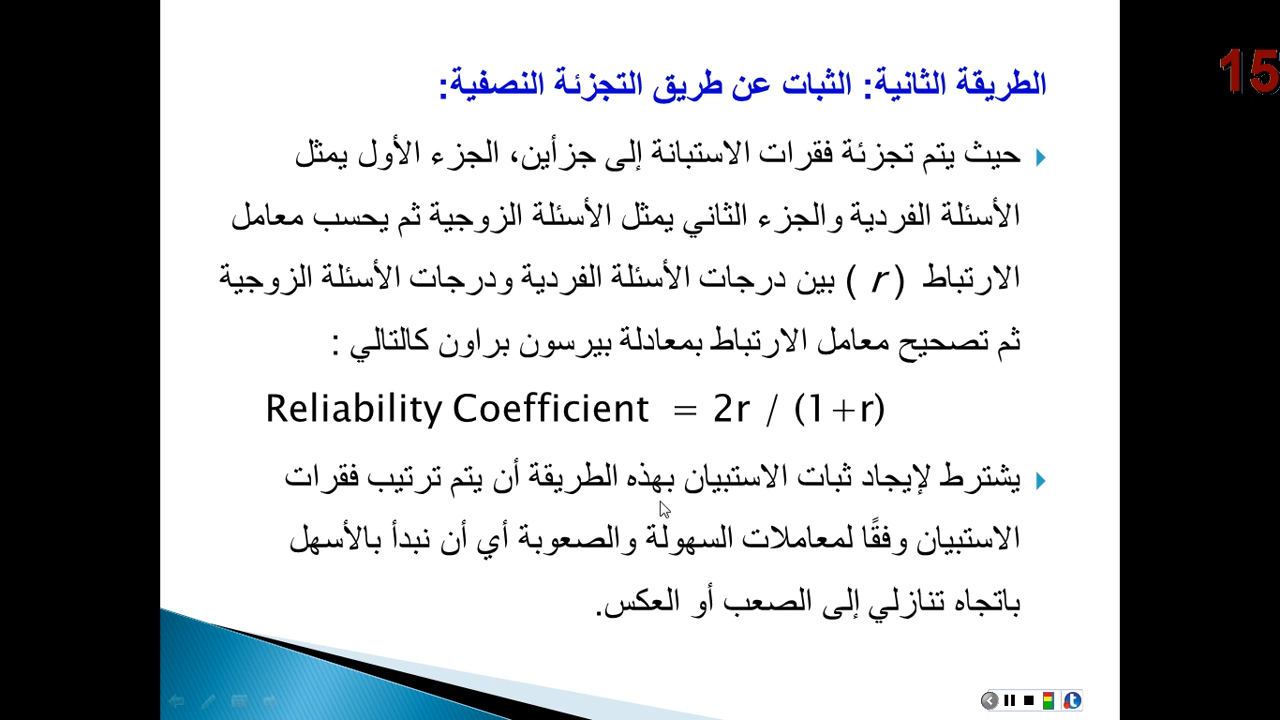 15
الطريقة الثانية: الثبات عن طريق التجزئة النصفية:
حيث يتم تجزئة فقرات الاستبانة إلى جزأين، الجزء الأول يمثل
الأسئلة الفردية والجزء الثاني يمثل الأسئلة الزوجية ثم يحسب معامل
الارتباط ( r ) بين درجات الأسئلة الفردية ودرجات الأسئلة الزوجية
ثم تصحيح معامل الارتباط بمعادلة بيرسون براون كالتالي :
Reliability Coefficient = 2r / (1+r)
يشترط لإيجاد ثبات الاستبيان بهذه الطريقة أن يتم ترتيب فقرات
الاستبيان وفقًا لمعاملات السهولة والصعوبة أي أن نبدأ بالأسهل
باتجاه تنازلي إلى الصعب أو العكس.